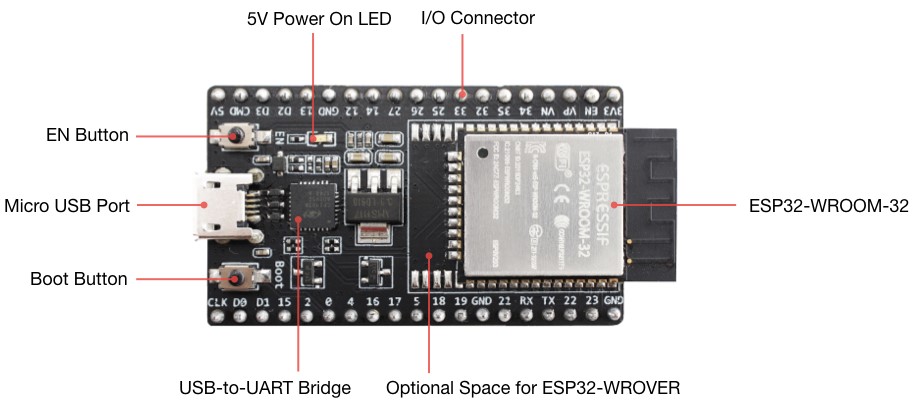 5V Power On LED
I/O Connector
5V CMD D3 D2 13 GND 12 14 27 26 25 33 32 35 34 VN VP EN 3V3
EN Button
EN
Micro USB Port
ESPRESSIF
ESP32-WROOM-32
WiFi
CE
ESP32-WROOM-32
Boot Button
Boot
CLK D0 D1 15 2 0 4 16 17 5 18 19 GND 21 RX TX 22 23 GND
USB-to-UART Bridge
Optional Space for ESP32-WROVER